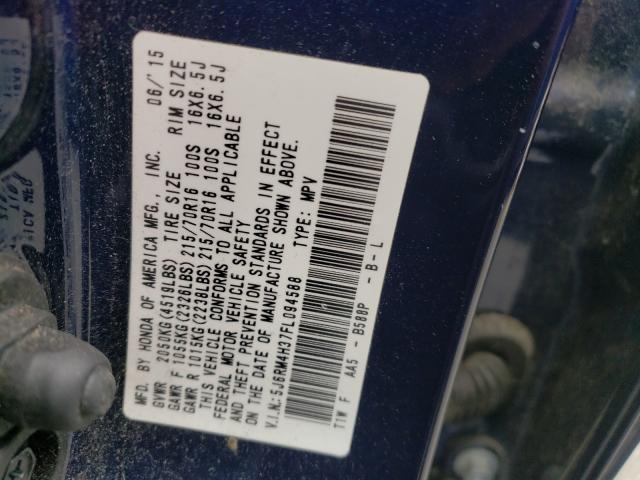 MFD. BY HONDA OF AMERICA MFG., INC. 06/'15
GVWR 2050KG(4519LBS) TIRE SIZE RIM SIZE
GAWR F 1055KG(2326LBS) 215/70R16 100S 16X6.5J
GAWR R 1015KG(2238LBS) 215/70R16 100S 16X6.5J
THIS VEHICLE CONFORMS TO ALL APPLICABLE
FEDERAL MOTOR VEHICLE SAFETY
AND THEFT PREVENTION STANDARDS IN EFFECT
ON THE DATE OF MANUFACTURE SHOWN ABOVE.
V.I.N.: 5J6RM4H37FL094588 TYPE: MPV
TIW F AA5 - B588P - B - L